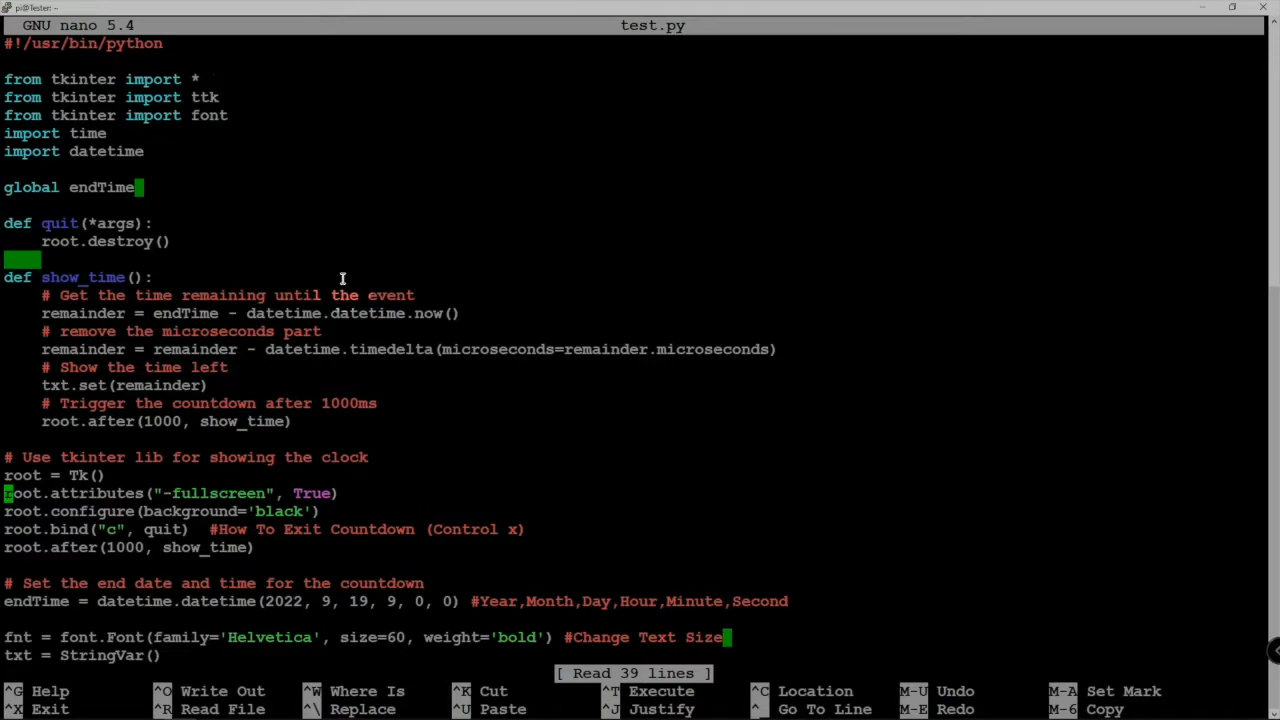 pi@Tester: ~
GNU nano 5.4 test.py
#!/usr/bin/python
from tkinter import *
from tkinter import ttk
from tkinter import font
import time
import datetime
global endTime
def quit(*args):
    root.destroy()
def show_time():
    # Get the time remaining until the event
    remainder = endTime - datetime.datetime.now()
    # remove the microseconds part
    remainder = remainder - datetime.timedelta(microseconds=remainder.microseconds)
    # Show the time left
    txt.set(remainder)
    # Trigger the countdown after 1000ms
    root.after(1000, show_time)
# Use tkinter lib for showing the clock
root = Tk()
root.attributes("-fullscreen", True)
root.configure(background='black')
root.bind("c", quit)  #How To Exit Countdown (Control x)
root.after(1000, show_time)
# Set the end date and time for the countdown
endTime = datetime.datetime(2022, 9, 19, 9, 0, 0) #Year,Month,Day,Hour,Minute,Second
fnt = font.Font(family='Helvetica', size=60, weight='bold') #Change Text Size
txt = StringVar()
[ Read 39 lines ]
^G Help ^O Write Out ^W Where Is ^K Cut ^T Execute ^C Location M-U Undo M-A Set Mark
^X Exit ^R Read File ^\ Replace ^U Paste ^J Justify ^_ Go To Line M-E Redo M-6 Copy